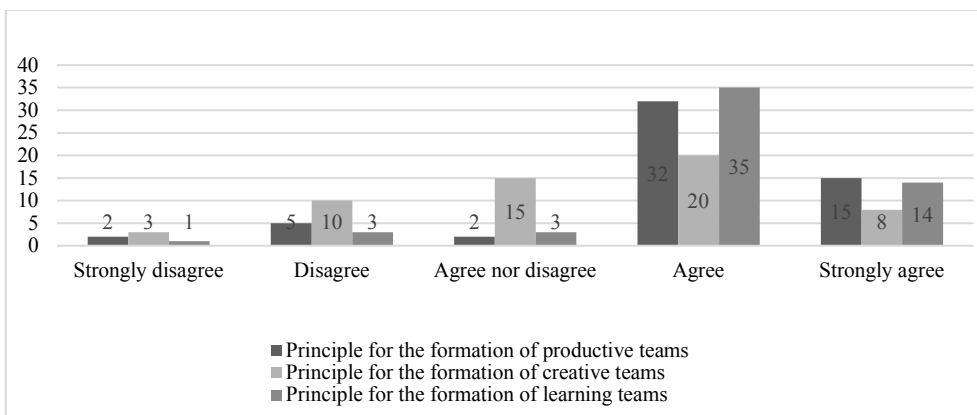 40
35
30
25
20
15
10
5
0
2 3 1
5 10 3
2 15 3
32 20 35
15 8 14
Strongly disagree Disagree Agree nor disagree Agree Strongly agree
Principle for the formation of productive teams
Principle for the formation of creative teams
Principle for the formation of learning teams